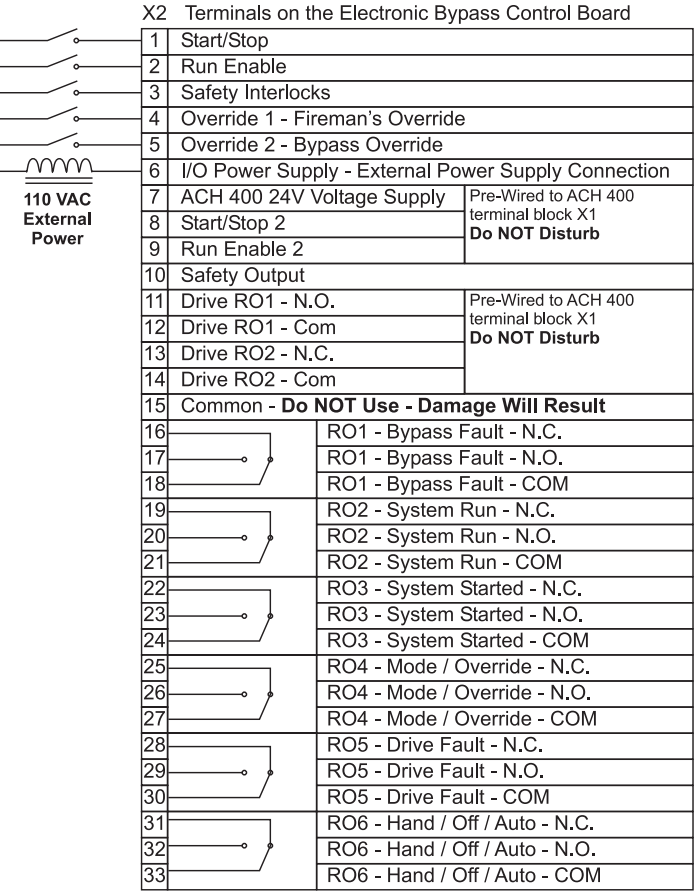 X2 Terminals on the Electronic Bypass Control Board
1 Start/Stop
2 Run Enable
3 Safety Interlocks
4 Override 1 - Fireman's Override
5 Override 2 - Bypass Override
6 I/O Power Supply - External Power Supply Connection
110 VAC
External
Power
7 ACH 400 24V Voltage Supply
8 Start/Stop 2
9 Run Enable 2
Pre-Wired to ACH 400
terminal block X1
Do NOT Disturb
10 Safety Output
11 Drive RO1 - N.O.
12 Drive RO1 - Com
13 Drive RO2 - N.C.
14 Drive RO2 - Com
Pre-Wired to ACH 400
terminal block X1
Do NOT Disturb
15 Common - Do NOT Use - Damage Will Result
16 RO1 - Bypass Fault - N.C.
17 RO1 - Bypass Fault - N.O.
18 RO1 - Bypass Fault - COM
19 RO2 - System Run - N.C.
20 RO2 - System Run - N.O.
21 RO2 - System Run - COM
22 RO3 - System Started - N.C.
23 RO3 - System Started - N.O.
24 RO3 - System Started - COM
25 RO4 - Mode / Override - N.C.
26 RO4 - Mode / Override - N.O.
27 RO4 - Mode / Override - COM
28 RO5 - Drive Fault - N.C.
29 RO5 - Drive Fault - N.O.
30 RO5 - Drive Fault - COM
31 RO6 - Hand / Off / Auto - N.C.
32 RO6 - Hand / Off / Auto - N.O.
33 RO6 - Hand / Off / Auto - COM